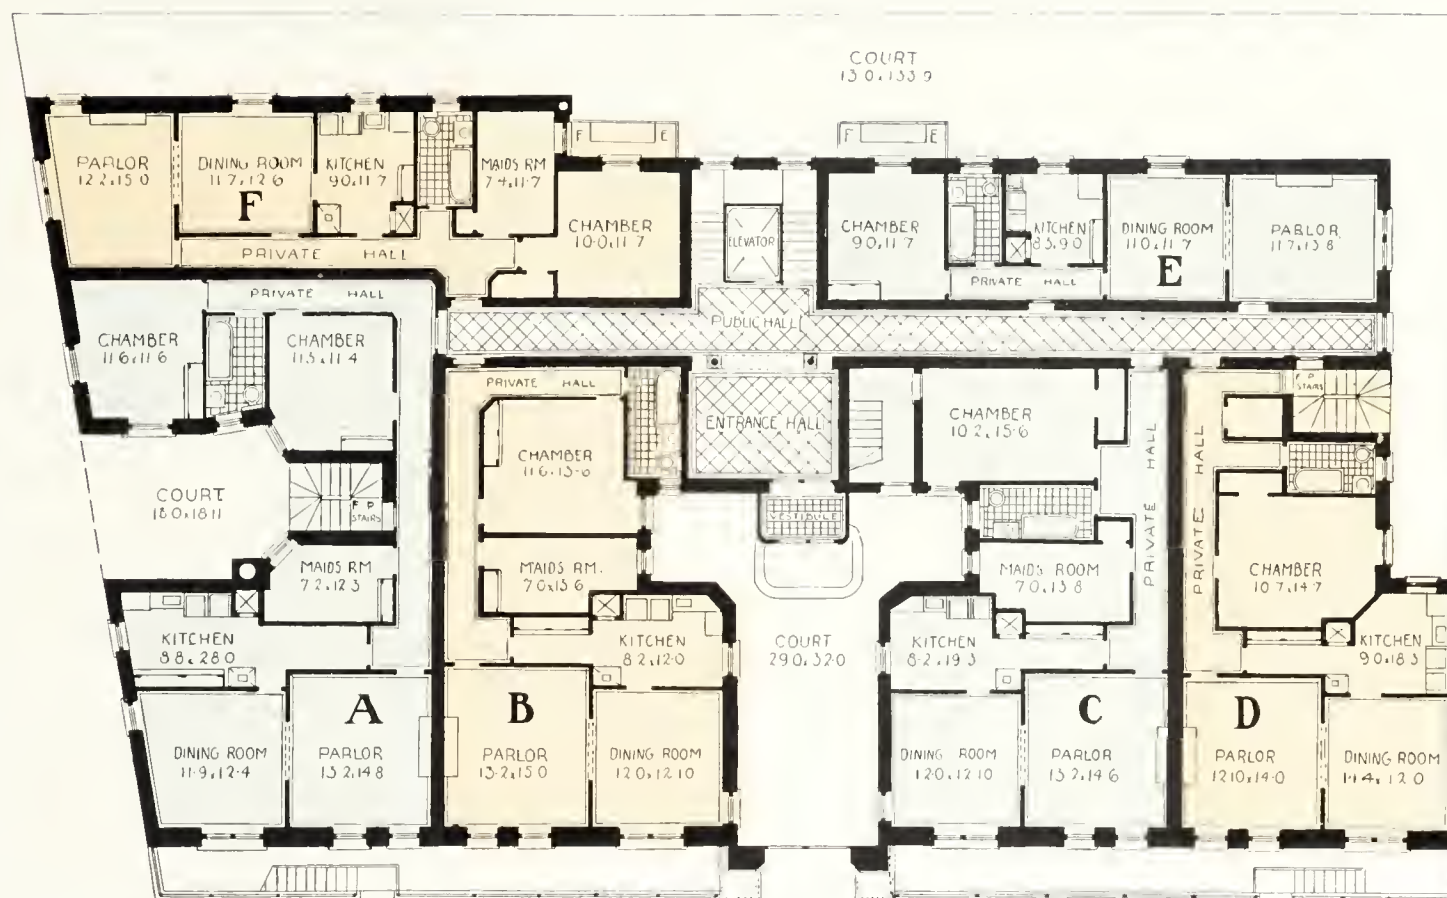 COURT
13.0 x 133.9
PARLOR
12.2 x 15.0
DINING ROOM
11.7 x 12.6
F
KITCHEN
9.0 x 11.7
MAIDS RM
7.4 x 11.7
F E
CHAMBER
10.0 x 11.7
PRIVATE HALL
ELEVATOR
F E
CHAMBER
9.0 x 11.7
KITCHEN
8.5 x 9.0
DINING ROOM
11.0 x 11.7
E
PARLOR
11.7 x 13.8
PRIVATE HALL
PUBLIC HALL
PRIVATE HALL
CHAMBER
11.6 x 11.6
CHAMBER
11.3 x 11.4
COURT
18.0 x 18.11
F P
STAIRS
MAIDS RM
7.2 x 12.3
KITCHEN
8.8 x 28.0
DINING ROOM
11.9 x 12.4
A
PARLOR
13.2 x 14.8
PRIVATE HALL
CHAMBER
11.6 x 13.6
MAIDS RM.
7.0 x 13.6
KITCHEN
8.2 x 12.0
B
PARLOR
13.2 x 15.0
DINING ROOM
12.0 x 12.10
ENTRANCE HALL
VESTIBULE
COURT
29.0 x 32.0
CHAMBER
10.2 x 15.6
MAIDS ROOM
7.0 x 13.8
PRIVATE HALL
KITCHEN
8.2 x 19.3
DINING ROOM
12.0 x 12.10
C
PARLOR
13.2 x 14.6
PRIVATE HALL
F P
STAIRS
CHAMBER
10.7 x 14.7
KITCHEN
9.0 x 18.3
D
PARLOR
12.10 x 14.0
DINING ROOM
11.4 x 12.0